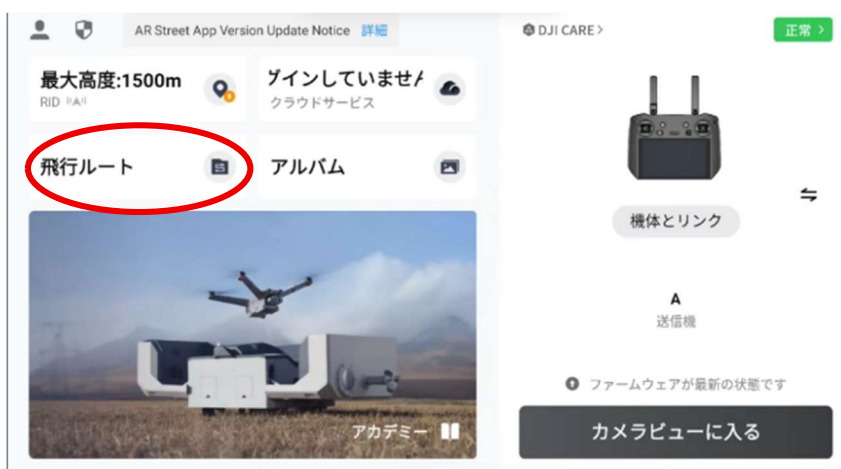 AR Street App Version Update Notice 詳細
最大高度:1500m
RID
インしていませ
クラウドサービス
飛行ルート
アルバム
アカデミー
DJI CARE >
正常 >
機体とリンク
A
送信機
ファームウェアが最新の状態です
カメラビューに入る